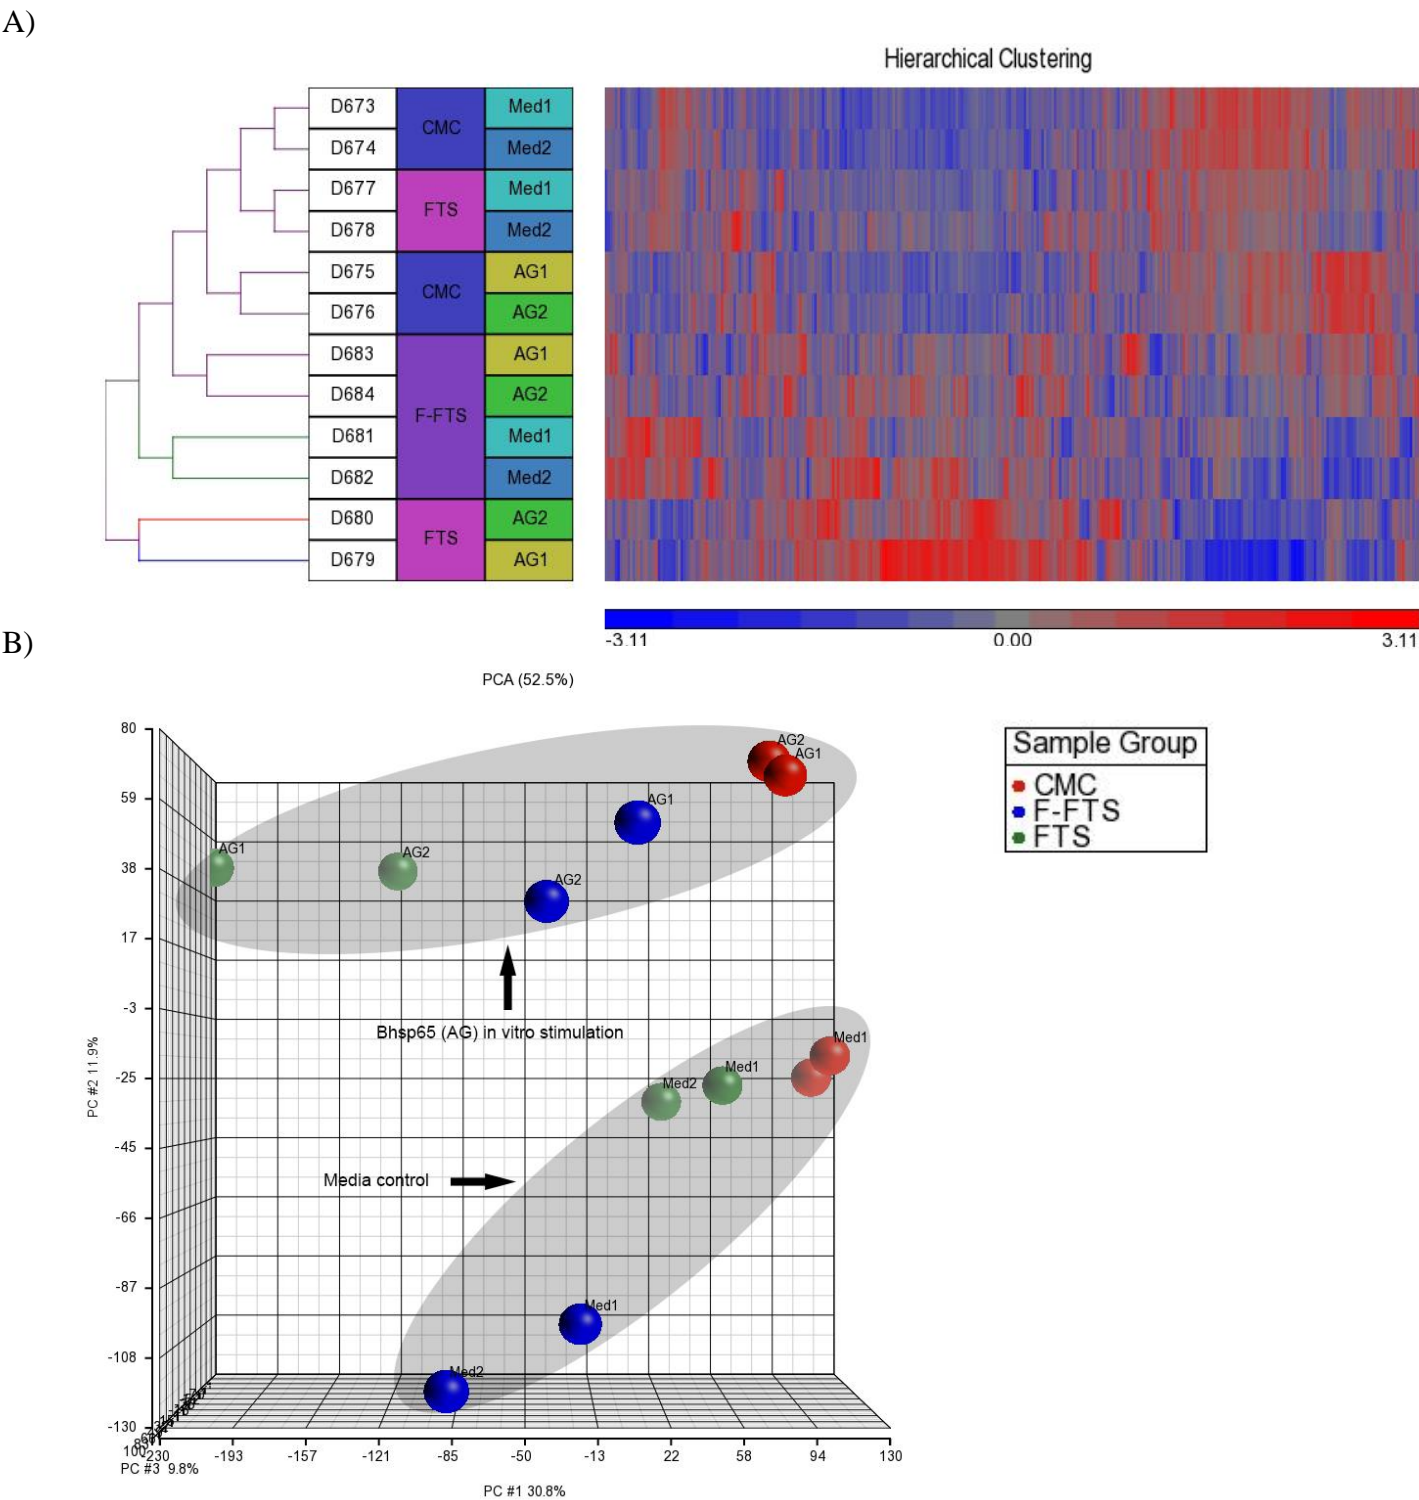 A)
Hierarchical Clustering
D673 CMC Med1
D674 Med2
D677 FTS Med1
D678 Med2
D675 CMC AG1
D676 AG2
D683 F-FTS AG1
D684 AG2
D681 Med1
D682 Med2
D680 FTS AG2
D679 AG1
-3.11 0.00 3.11
B)
PCA (52.5%)
Sample Group
CMC
F-FTS
FTS
80
59
38
17
-3
-25
-45
-66
-87
-108
-130
PC #2 11.9%
AG2
AG1
AG1
AG1
AG2
AG2
Bhsp65 (AG) in vitro stimulation
Med1
Med1
Med2
Media control
Med1
Med2
100
-230 -193 -157 -121 -85 -50 -13 22 58 94 130
PC #3 9.8%
PC #1 30.8%